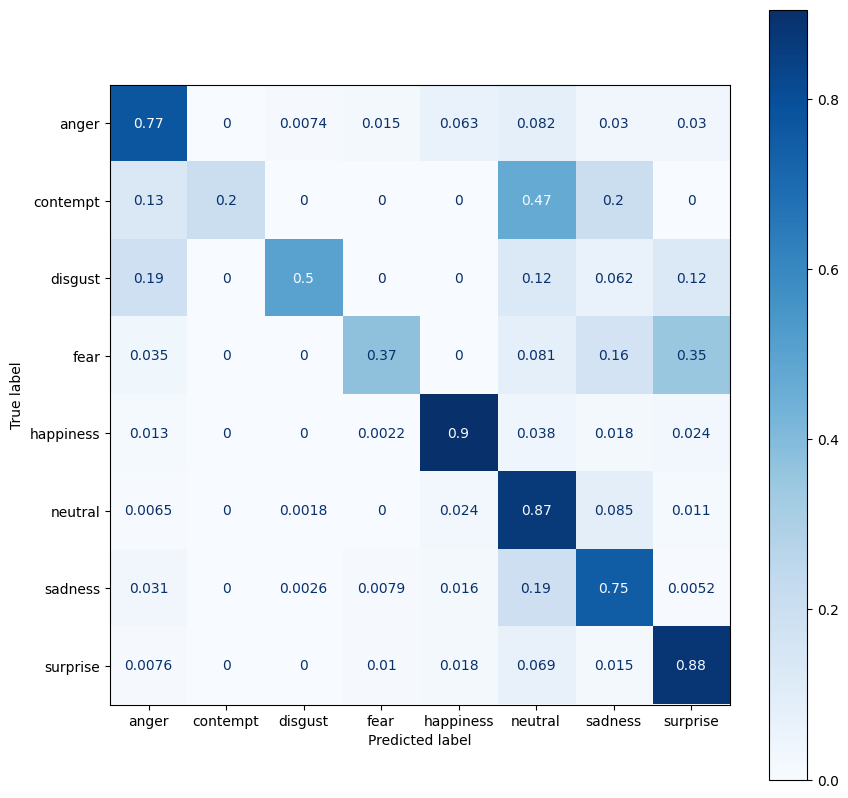 0.8
anger 0.77 0 0.0074 0.015 0.063 0.082 0.03 0.03
contempt 0.13 0.2 0 0 0 0.47 0.2 0
disgust 0.19 0 0.5 0 0 0.12 0.062 0.12
0.6
fear 0.035 0 0 0.37 0 0.081 0.16 0.35
True label
happiness 0.013 0 0 0.0022 0.9 0.038 0.018 0.024
0.4
neutral 0.0065 0 0.0018 0 0.024 0.87 0.085 0.011
sadness 0.031 0 0.0026 0.0079 0.016 0.19 0.75 0.0052
0.2
surprise 0.0076 0 0 0.01 0.018 0.069 0.015 0.88
anger contempt disgust fear happiness neutral sadness surprise
Predicted label
0.0